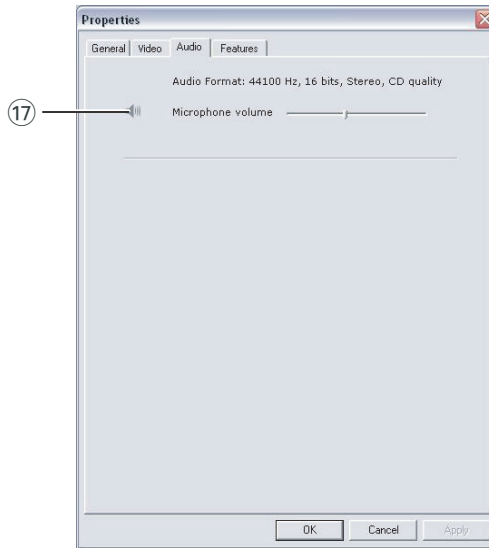 Properties
General Video Audio Features
Audio Format: 44100 Hz, 16 bits, Stereo, CD quality
⑰ Microphone volume
OK Cancel Apply